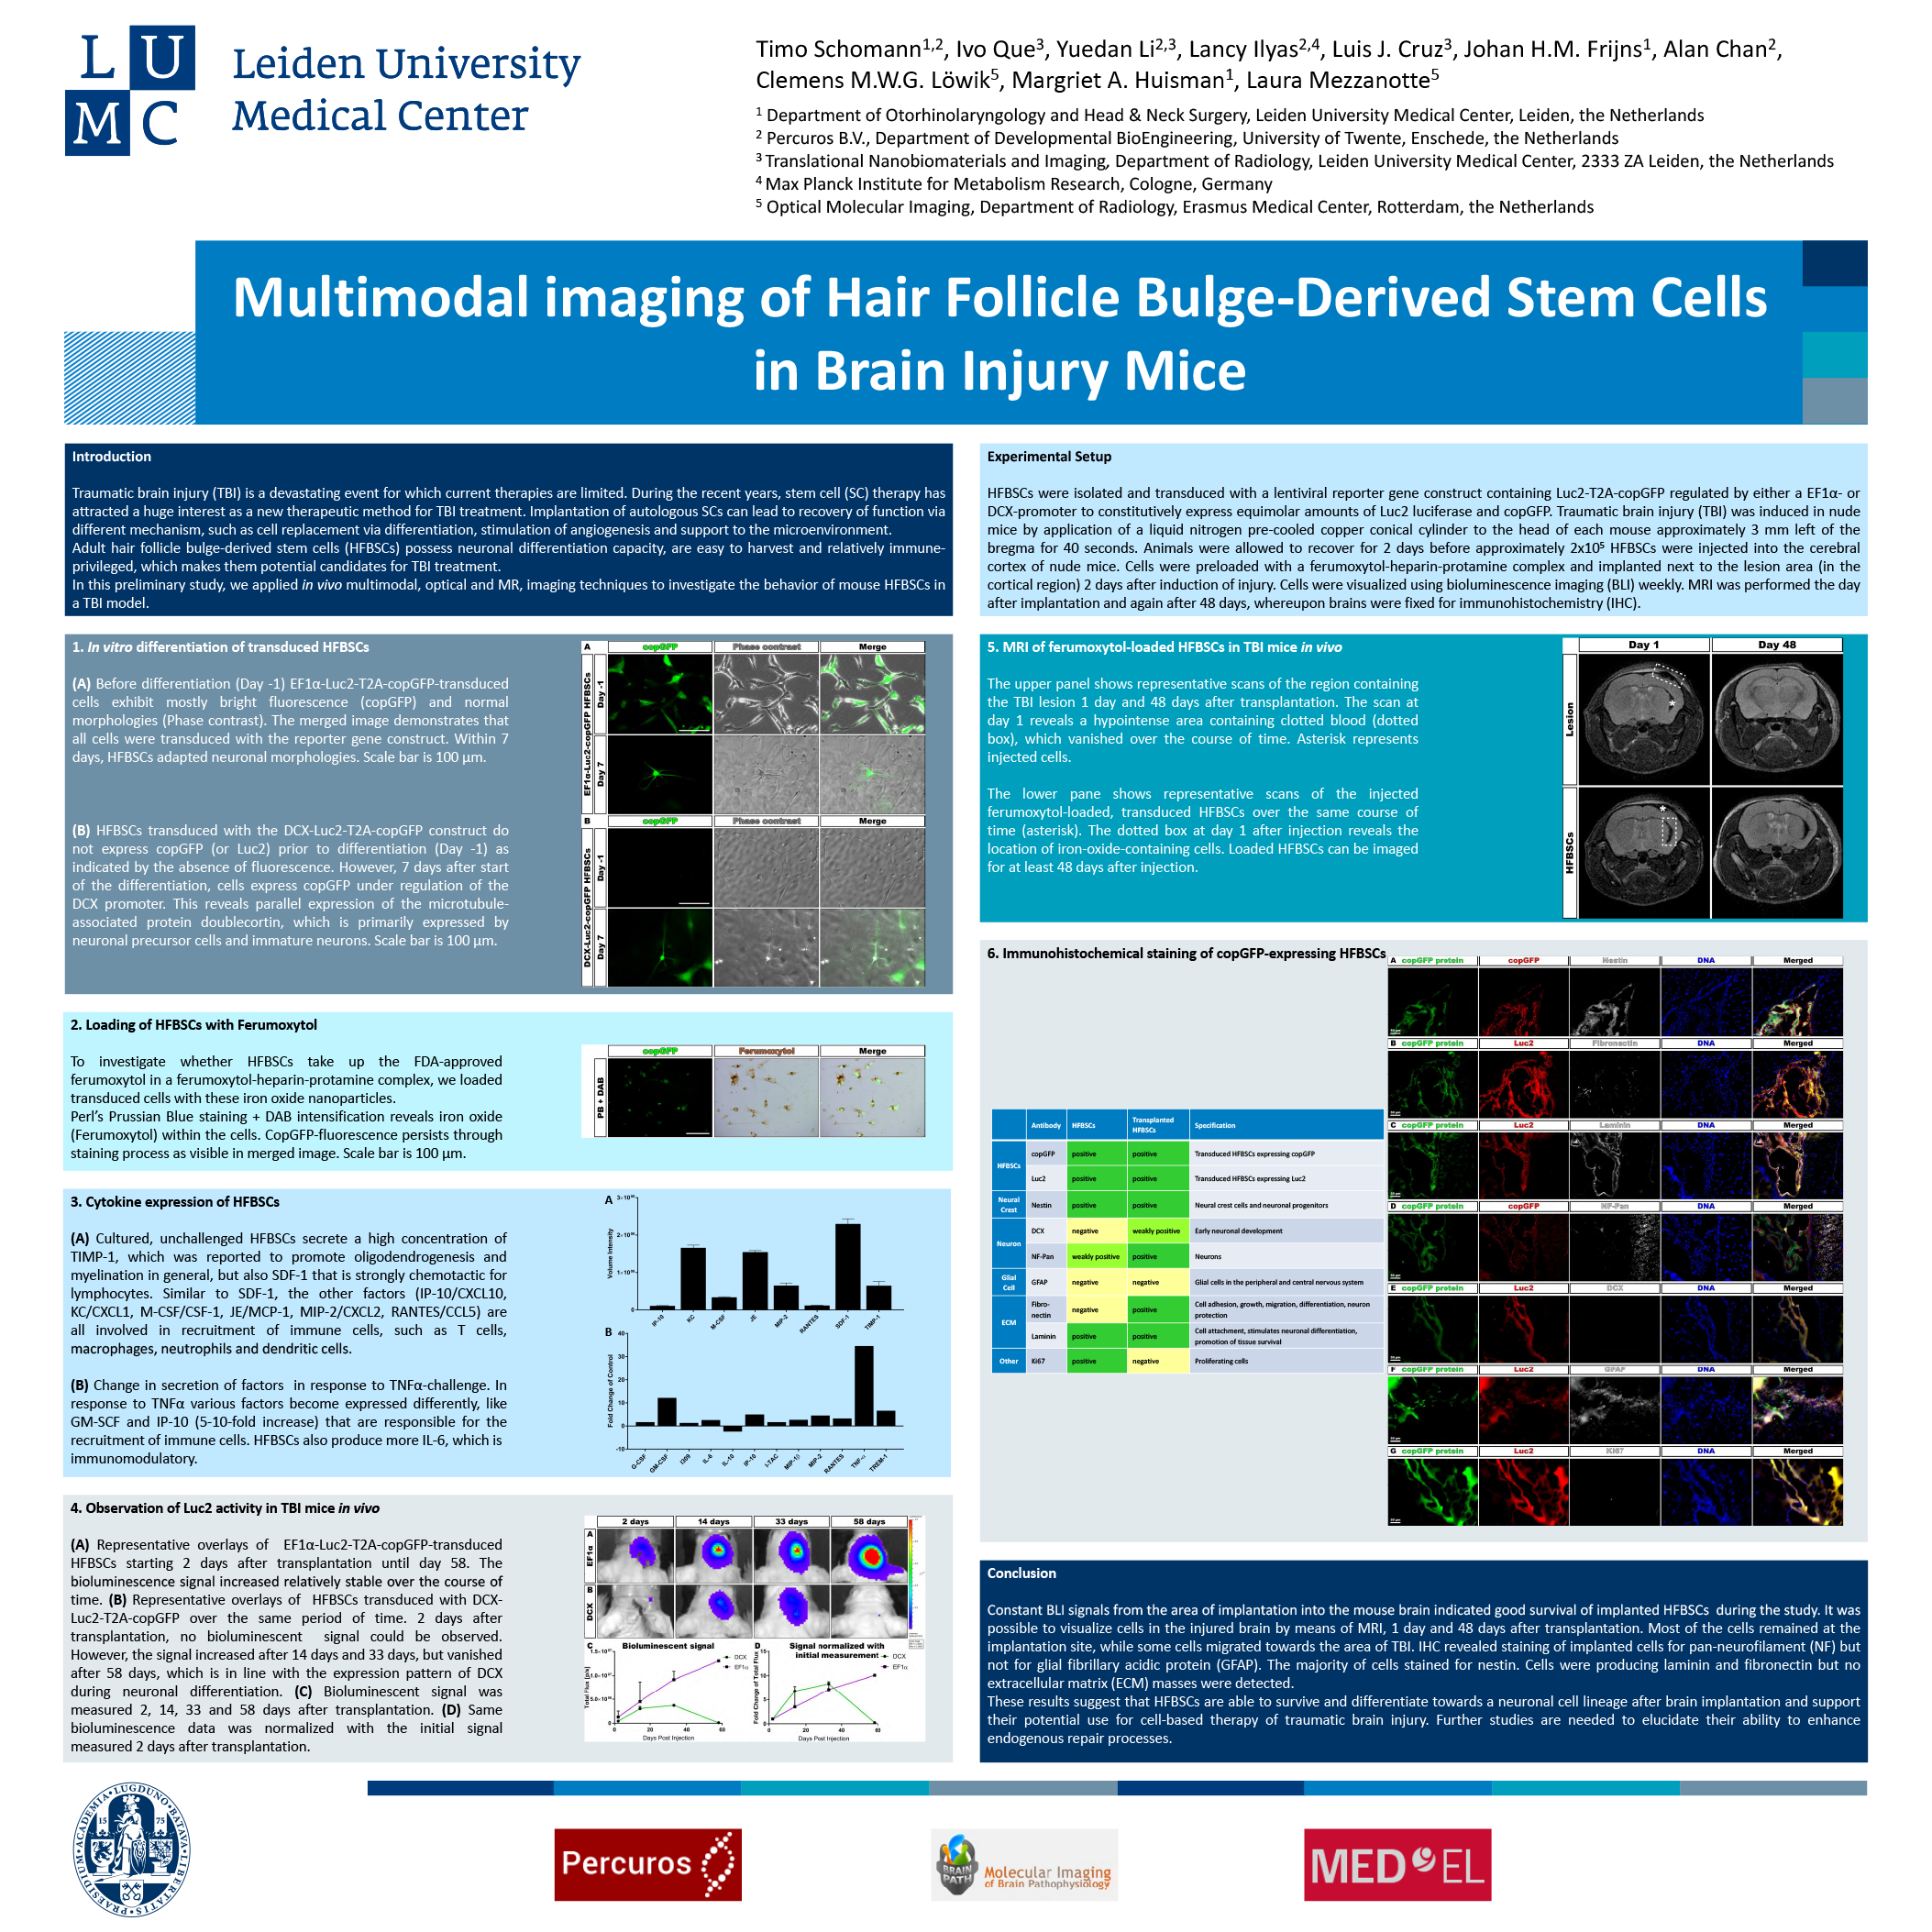 L U
M C
Leiden University
Medical Center
Timo Schomann1,2, Ivo Que3, Yuedan Li2,3, Lancy Ilyas2,4, Luis J. Cruz3, Johan H.M. Frijns1, Alan Chan2,
Clemens M.W.G. Löwik5, Margriet A. Huisman1, Laura Mezzanotte5
1 Department of Otorhinolaryngology and Head & Neck Surgery, Leiden University Medical Center, Leiden, the Netherlands
2 Percuros B.V., Department of Developmental BioEngineering, University of Twente, Enschede, the Netherlands
3 Translational Nanobiomaterials and Imaging, Department of Radiology, Leiden University Medical Center, 2333 ZA Leiden, the Netherlands
4 Max Planck Institute for Metabolism Research, Cologne, Germany
5 Optical Molecular Imaging, Department of Radiology, Erasmus Medical Center, Rotterdam, the Netherlands
Multimodal imaging of Hair Follicle Bulge-Derived Stem Cells
in Brain Injury Mice
Introduction
Traumatic brain injury (TBI) is a devastating event for which current therapies are limited. During the recent years, stem cell (SC) therapy has
attracted a huge interest as a new therapeutic method for TBI treatment. Implantation of autologous SCs can lead to recovery of function via
different mechanism, such as cell replacement via differentiation, stimulation of angiogenesis and support to the microenvironment.
Adult hair follicle bulge-derived stem cells (HFBSCs) possess neuronal differentiation capacity, are easy to harvest and relatively immune-
privileged, which makes them potential candidates for TBI treatment.
In this preliminary study, we applied in vivo multimodal, optical and MR, imaging techniques to investigate the behavior of mouse HFBSCs in
a TBI model.
1. In vitro differentiation of transduced HFBSCs
(A) Before differentiation (Day -1) EF1α-Luc2-T2A-copGFP-transduced
cells exhibit mostly bright fluorescence (copGFP) and normal
morphologies (Phase contrast). The merged image demonstrates that
all cells were transduced with the reporter gene construct. Within 7
days, HFBSCs adapted neuronal morphologies. Scale bar is 100 µm.
(B) HFBSCs transduced with the DCX-Luc2-T2A-copGFP construct do
not express copGFP (or Luc2) prior to differentiation (Day -1) as
indicated by the absence of fluorescence. However, 7 days after start
of the differentiation, cells express copGFP under regulation of the
DCX promoter. This reveals parallel expression of the microtubule-
associated protein doublecortin, which is primarily expressed by
neuronal precursor cells and immature neurons. Scale bar is 100 µm.
A copGFP Phase contrast Merge
EF1α-Luc2-copGFP HFBSCs
Day -1
Day 7
B copGFP Phase contrast Merge
DCX-Luc2-copGFP HFBSCs
Day -1
Day 7
2. Loading of HFBSCs with Ferumoxytol
To investigate whether HFBSCs take up the FDA-approved
ferumoxytol in a ferumoxytol-heparin-protamine complex, we loaded
transduced cells with these iron oxide nanoparticles.
Perl's Prussian Blue staining + DAB intensification reveals iron oxide
(Ferumoxytol) within the cells. CopGFP-fluorescence persists through
staining process as visible in merged image. Scale bar is 100 µm.
copGFP Ferumoxytol Merge
PB + DAB
3. Cytokine expression of HFBSCs
(A) Cultured, unchallenged HFBSCs secrete a high concentration of
TIMP-1, which was reported to promote oligodendrogenesis and
myelination in general, but also SDF-1 that is strongly chemotactic for
lymphocytes. Similar to SDF-1, the other factors (IP-10/CXCL10,
KC/CXCL1, M-CSF/CSF-1, JE/MCP-1, MIP-2/CXCL2, RANTES/CCL5) are
all involved in recruitment of immune cells, such as T cells,
macrophages, neutrophils and dendritic cells.
(B) Change in secretion of factors in response to TNFα-challenge. In
response to TNFα various factors become expressed differently, like
GM-SCF and IP-10 (5-10-fold increase) that are responsible for the
recruitment of immune cells. HFBSCs also produce more IL-6, which is
immunomodulatory.
A
Volume Intensity
0
IP-10 KC M-CSF JE MIP-2 RANTES SDF-1 TIMP-1
B
Fold Change of Control
40
30
20
10
0
-10
G-CSF GM-CSF I309 IL-6 IL-10 IP-10 I-TAC MIP-1β MIP-2 RANTES TNF-α TREM-1
4. Observation of Luc2 activity in TBI mice in vivo
(A) Representative overlays of EF1α-Luc2-T2A-copGFP-transduced
HFBSCs starting 2 days after transplantation until day 58. The
bioluminescence signal increased relatively stable over the course of
time. (B) Representative overlays of HFBSCs transduced with DCX-
Luc2-T2A-copGFP over the same period of time. 2 days after
transplantation, no bioluminescent signal could be observed.
However, the signal increased after 14 days and 33 days, but vanished
after 58 days, which is in line with the expression pattern of DCX
during neuronal differentiation. (C) Bioluminescent signal was
measured 2, 14, 33 and 58 days after transplantation. (D) Same
bioluminescence data was normalized with the initial signal
measured 2 days after transplantation.
2 days 14 days 33 days 58 days
A EF1α
B DCX
C Bioluminescent signal
Total Flux (p/s)
DCX
EF1α
0 20 40 60
Days Post Injection
D Signal normalized with
initial measurement
Fold Change of Total Flux
15
10
5
0
DCX
EF1α
0 20 40 60
Days Post Injection
Experimental Setup
HFBSCs were isolated and transduced with a lentiviral reporter gene construct containing Luc2-T2A-copGFP regulated by either a EF1α- or
DCX-promoter to constitutively express equimolar amounts of Luc2 luciferase and copGFP. Traumatic brain injury (TBI) was induced in nude
mice by application of a liquid nitrogen pre-cooled copper conical cylinder to the head of each mouse approximately 3 mm left of the
bregma for 40 seconds. Animals were allowed to recover for 2 days before approximately 2x10⁵ HFBSCs were injected into the cerebral
cortex of nude mice. Cells were preloaded with a ferumoxytol-heparin-protamine complex and implanted next to the lesion area (in the
cortical region) 2 days after induction of injury. Cells were visualized using bioluminescence imaging (BLI) weekly. MRI was performed the day
after implantation and again after 48 days, whereupon brains were fixed for immunohistochemistry (IHC).
5. MRI of ferumoxytol-loaded HFBSCs in TBI mice in vivo
The upper panel shows representative scans of the region containing
the TBI lesion 1 day and 48 days after transplantation. The scan at
day 1 reveals a hypointense area containing clotted blood (dotted
box), which vanished over the course of time. Asterisk represents
injected cells.
The lower pane shows representative scans of the injected
ferumoxytol-loaded, transduced HFBSCs over the same course of
time (asterisk). The dotted box at day 1 after injection reveals the
location of iron-oxide-containing cells. Loaded HFBSCs can be imaged
for at least 48 days after injection.
Day 1 Day 48
Lesion
HFBSCs
6. Immunohistochemical staining of copGFP-expressing HFBSCs
Antibody HFBSCs Transplanted HFBSCs Specification
HFBSCs copGFP positive positive Transduced HFBSCs expressing copGFP
Luc2 positive positive Transduced HFBSCs expressing Luc2
Neural Crest Nestin positive positive Neural crest cells and neuronal progenitors
Neuron DCX negative weakly positive Early neuronal development
NF-Pan weakly positive positive Neurons
Glial Cell GFAP negative negative Glial cells in the peripheral and central nervous system
ECM Fibro-nectin negative positive Cell adhesion, growth, migration, differentiation, neuron protection
Laminin positive positive Cell attachment, stimulates neuronal differentiation, promotion of tissue survival
Other Ki67 positive negative Proliferating cells
A copGFP protein copGFP Nestin DNA Merged
B copGFP protein Luc2 Fibronectin DNA Merged
C copGFP protein Luc2 Laminin DNA Merged
D copGFP protein copGFP NF-Pan DNA Merged
E copGFP protein Luc2 DCX DNA Merged
F copGFP protein Luc2 GFAP DNA Merged
G copGFP protein Luc2 Ki67 DNA Merged
Conclusion
Constant BLI signals from the area of implantation into the mouse brain indicated good survival of implanted HFBSCs during the study. It was
possible to visualize cells in the injured brain by means of MRI, 1 day and 48 days after transplantation. Most of the cells remained at the
implantation site, while some cells migrated towards the area of TBI. IHC revealed staining of implanted cells for pan-neurofilament (NF) but
not for glial fibrillary acidic protein (GFAP). The majority of cells stained for nestin. Cells were producing laminin and fibronectin but no
extracellular matrix (ECM) masses were detected.
These results suggest that HFBSCs are able to survive and differentiate towards a neuronal cell lineage after brain implantation and support
their potential use for cell-based therapy of traumatic brain injury. Further studies are needed to elucidate their ability to enhance
endogenous repair processes.
ACADEMIA·LUGDUNO·BATAVA·LIBERTATIS·PRAESIDIUM
15 75
Percuros
BRAIN PATH
Molecular Imaging
of Brain Pathophysiology
MED EL